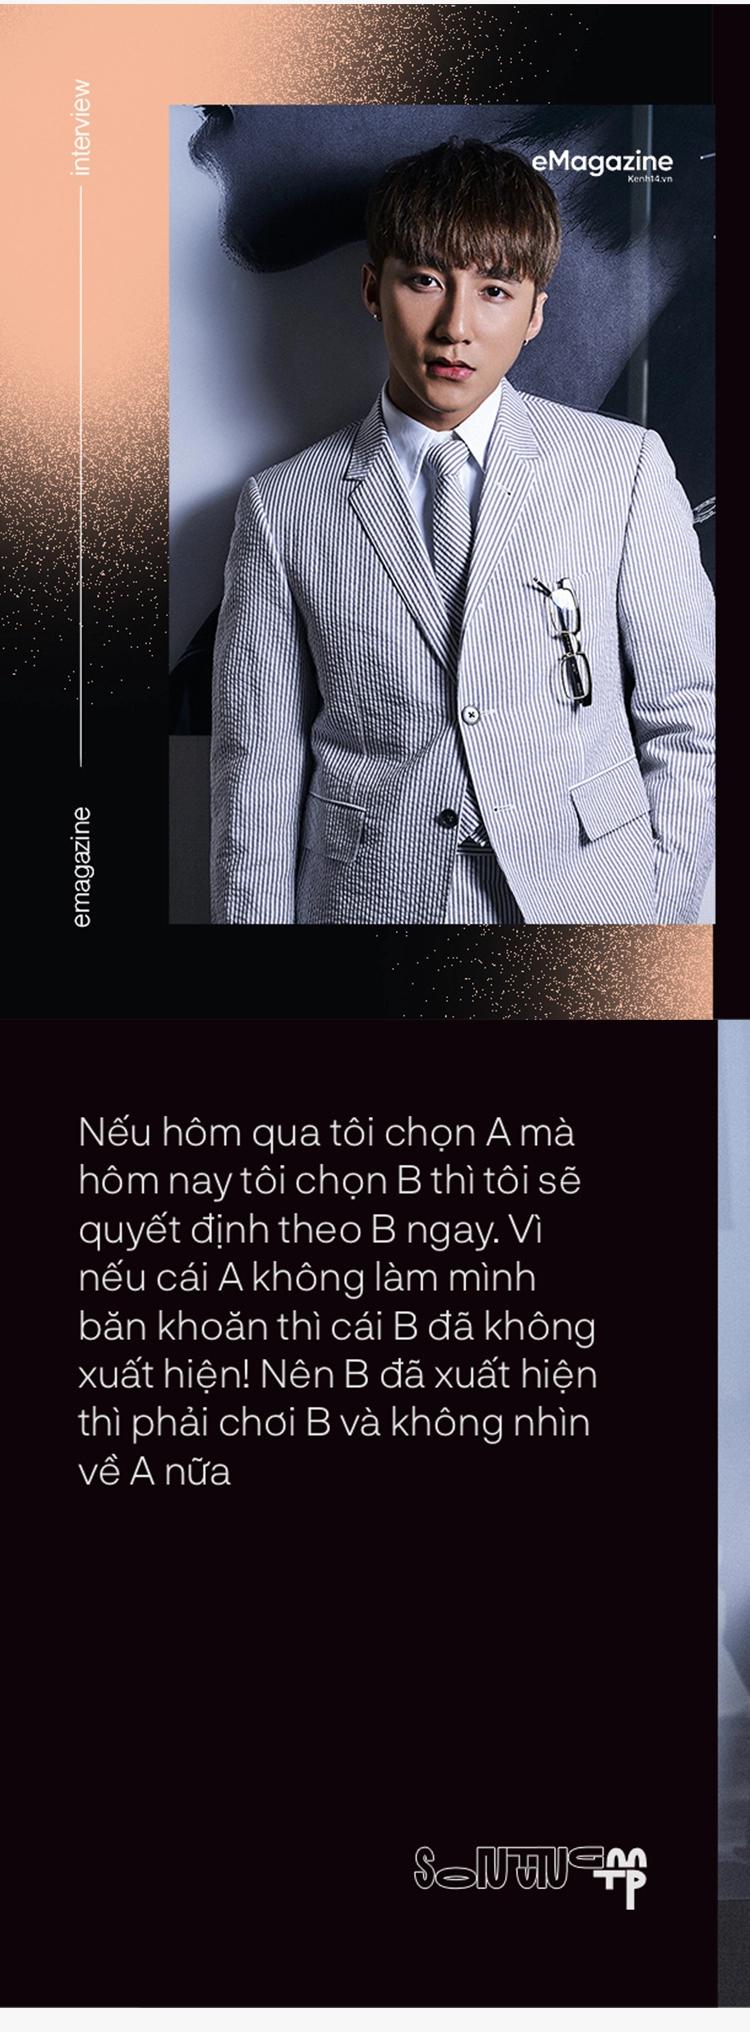 interview
eMagazine
Kenh14.vn
emagazine
Nếu hôm qua tôi chọn A mà
hôm nay tôi chọn B thì tôi sẽ
quyết định theo B ngay. Vì
nếu cái A không làm mình
băn khoăn thì cái B đã không
xuất hiện! Nên B đã xuất hiện
thì phải chơi B và không nhìn
về A nữa
SONTUNG MTP